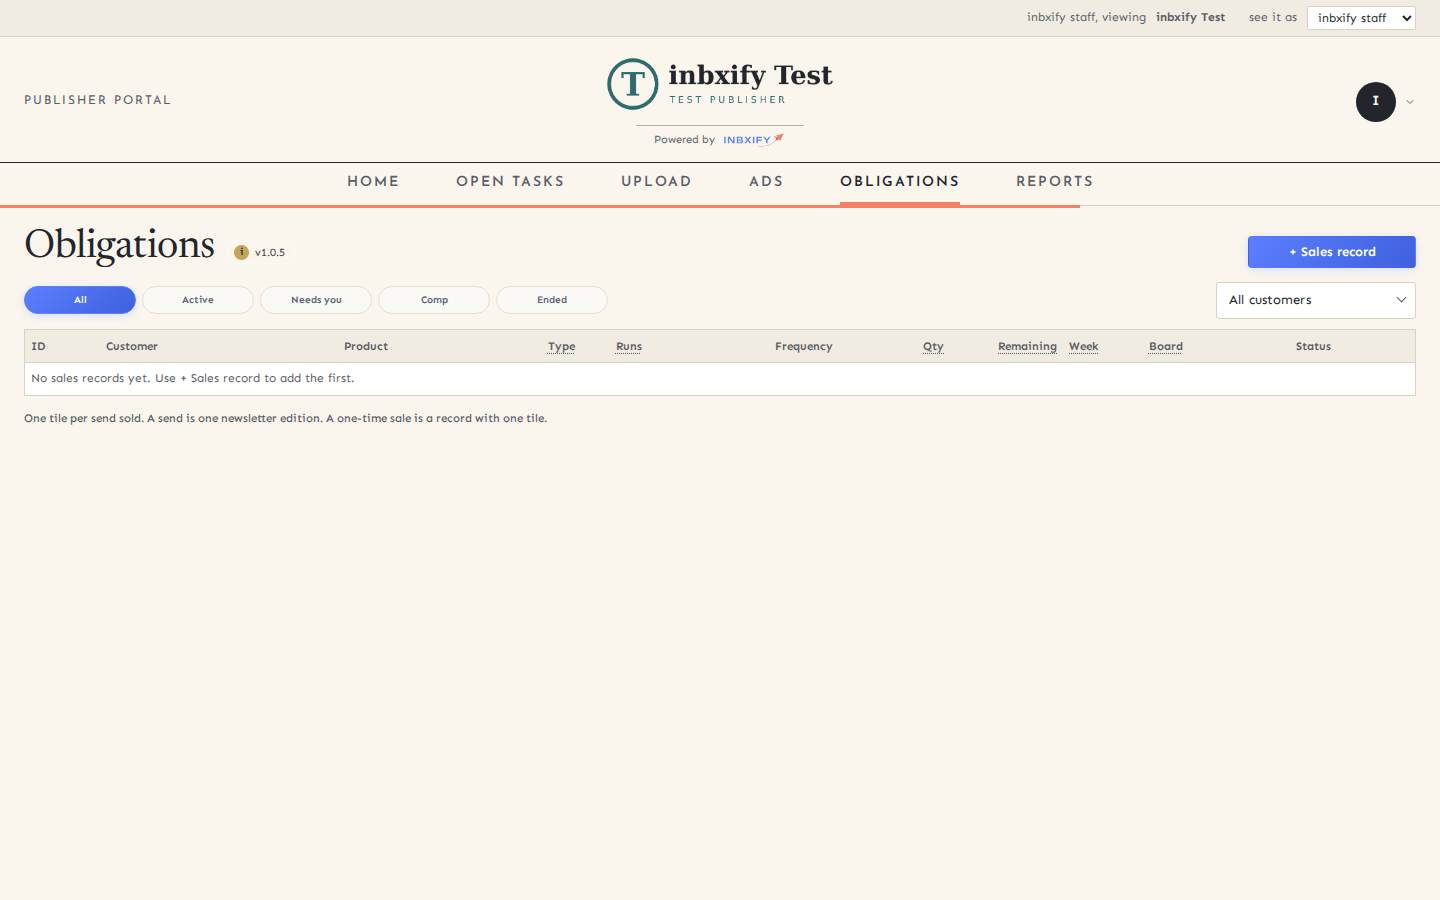 inbxify staff, viewing inbxify Test see it as inbxify staff
PUBLISHER PORTAL
T
inbxify Test
TEST PUBLISHER
Powered by INBXIFY
I
HOME OPEN TASKS UPLOAD ADS OBLIGATIONS REPORTS
Obligations i v1.0.5
+ Sales record
All Active Needs you Comp Ended
All customers
ID Customer Product Type Runs Frequency Qty Remaining Week Board Status
No sales records yet. Use + Sales record to add the first.
One tile per send sold. A send is one newsletter edition. A one-time sale is a record with one tile.